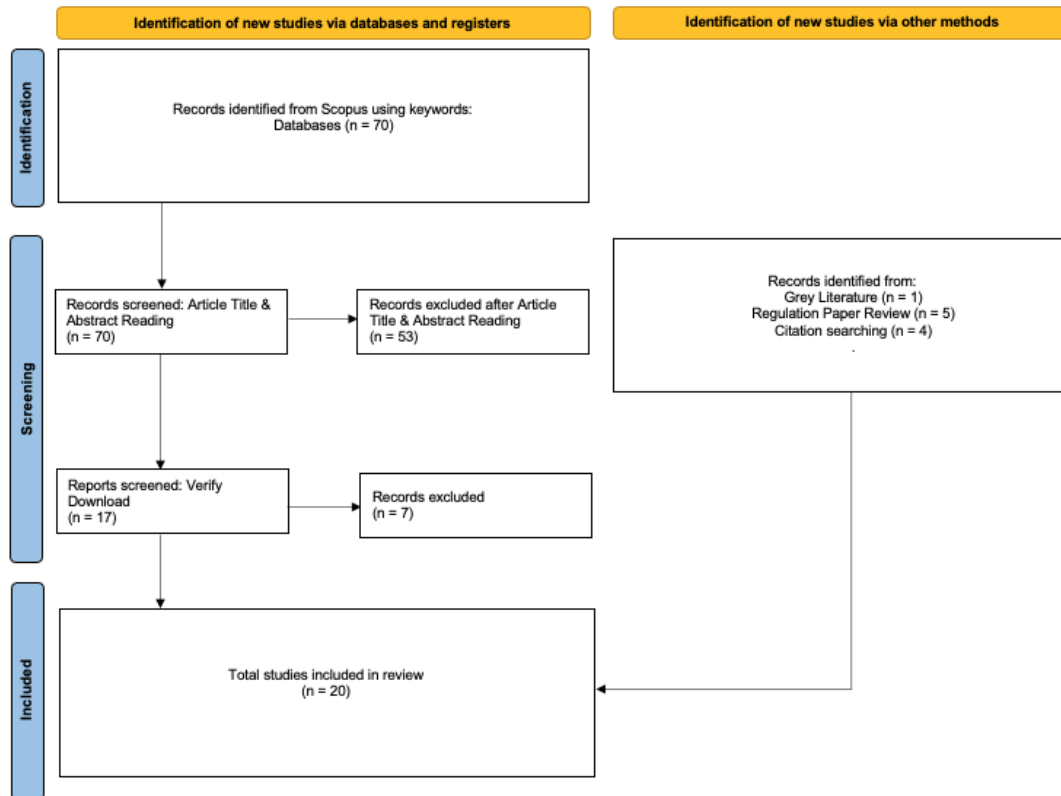 Identification of new studies via databases and registers
Identification of new studies via other methods
Identification
Records identified from Scopus using keywords:
Databases (n = 70)
Screening
Records screened: Article Title &
Abstract Reading
(n = 70)
Records excluded after Article
Title & Abstract Reading
(n = 53)
Records identified from:
Grey Literature (n = 1)
Regulation Paper Review (n = 5)
Citation searching (n = 4)
.
Reports screened: Verify
Download
(n = 17)
Records excluded
(n = 7)
Included
Total studies included in review
(n = 20)